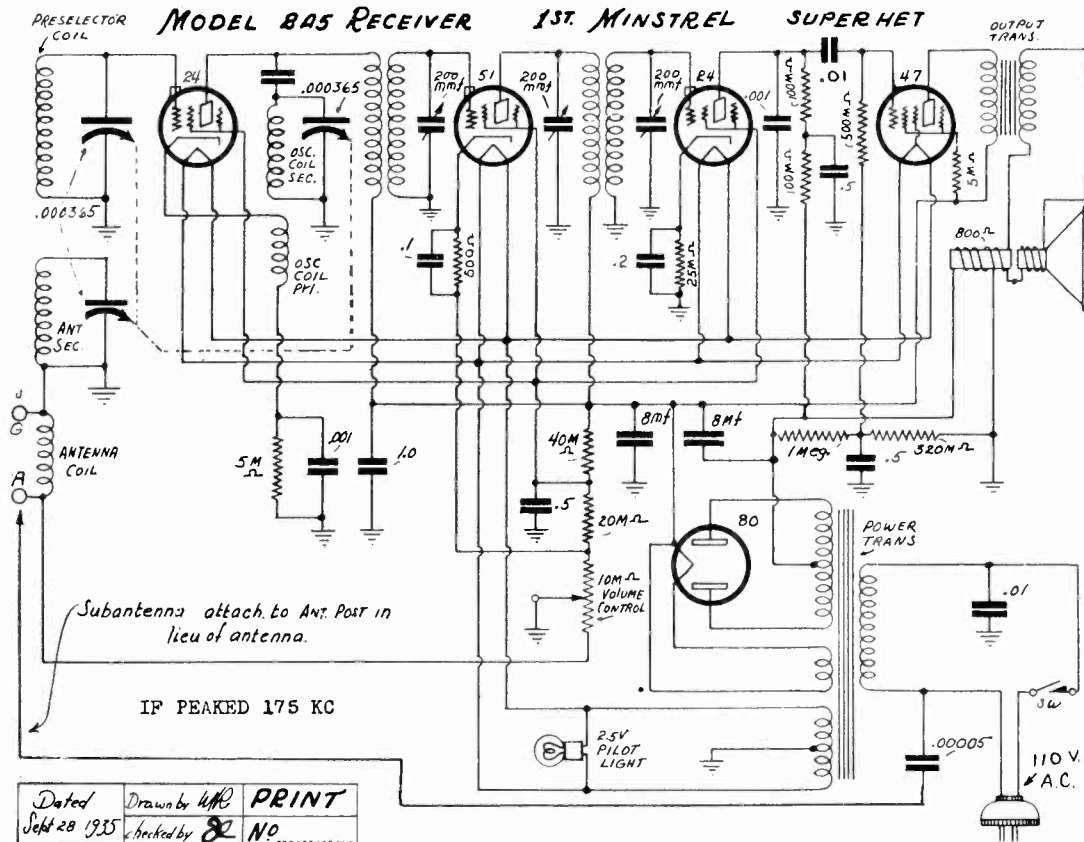 MODEL 8A5 RECEIVER 1ST. MINSTREL SUPERHET
PRESELECTOR
COIL
OUTPUT
TRANS.
24
.000365
200
mmf
51
200
mmf
200
mmf
24
.001
100MΩ
.01
500MΩ
47
OSC.
COIL
SEC.
100MΩ
.5
5MΩ
.000365
800Ω
.1
500Ω
.2
25MΩ
OSC
COIL
PRI.
ANT
SEC.
G
A
ANTENNA
COIL
5M
Ω
.001
1.0
40M
Ω
8Mf
8Mf
1Meg.
.5
520MΩ
.5
20MΩ
80
POWER
TRANS
10MΩ
VOLUME
CONTROL
.01
Subantenna attach. to ANT. POST in
lieu of antenna.
IF PEAKED 175 KC
SW
2.5V
PILOT
LIGHT
.00005
110 V.
A.C.
Dated
Sept 28 1935
Drawn by
checked by
PRINT
NO